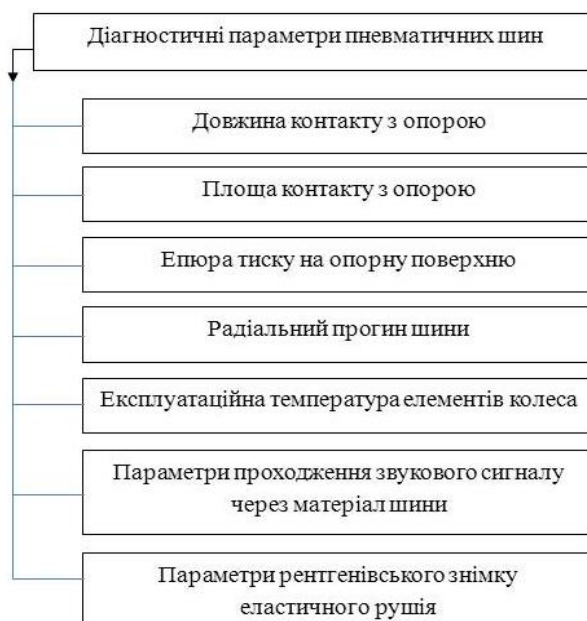 Діагностичні параметри пневматичних шин
Довжина контакту з опорою
Площа контакту з опорою
Епюра тиску на опорну поверхню
Радіальний прогин шини
Експлуатаційна температура елементів колеса
Параметри проходження звукового сигналу
через матеріал шини
Параметри рентгенівського знімку
еластичного рушія